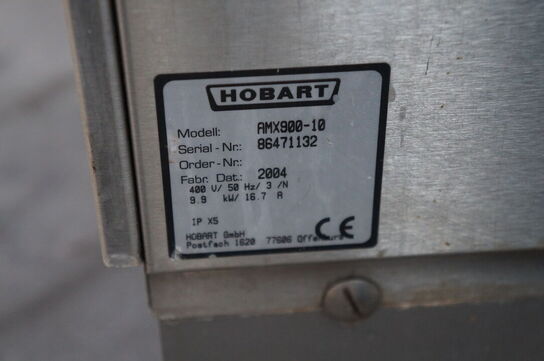 HOBART
Modell: AMX900-10
Serial-Nr: 86471132
Order-Nr:
Fabr. Dat.: 2004
400 V/ 50 Hz/ 3 /N
9.9 kW/ 16.7 A
IP X5
CE
HOBART GmbH
Postfach 1620 77606 Offenburg